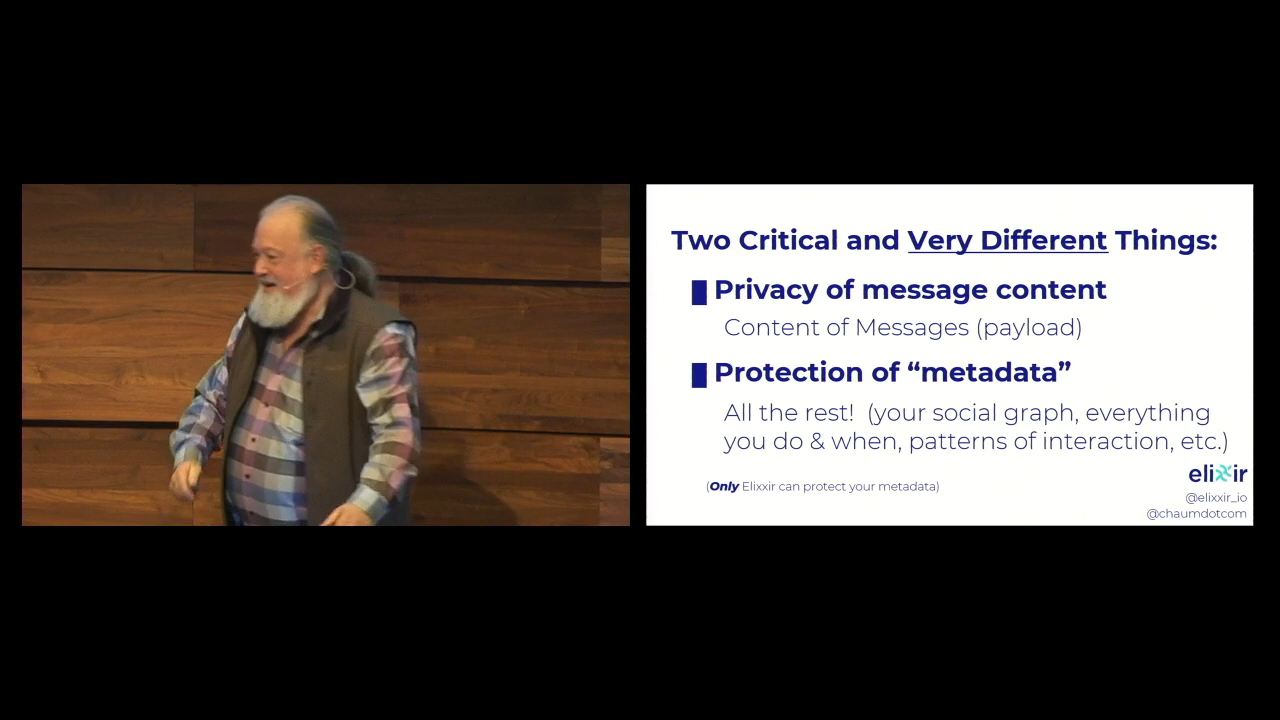 Two Critical and Very Different Things:
Privacy of message content
Content of Messages (payload)
Protection of “metadata”
All the rest! (your social graph, everything
you do & when, patterns of interaction, etc.)
(Only Elixxir can protect your metadata)
elixxir
@elixxir_io
@chaumdotcom